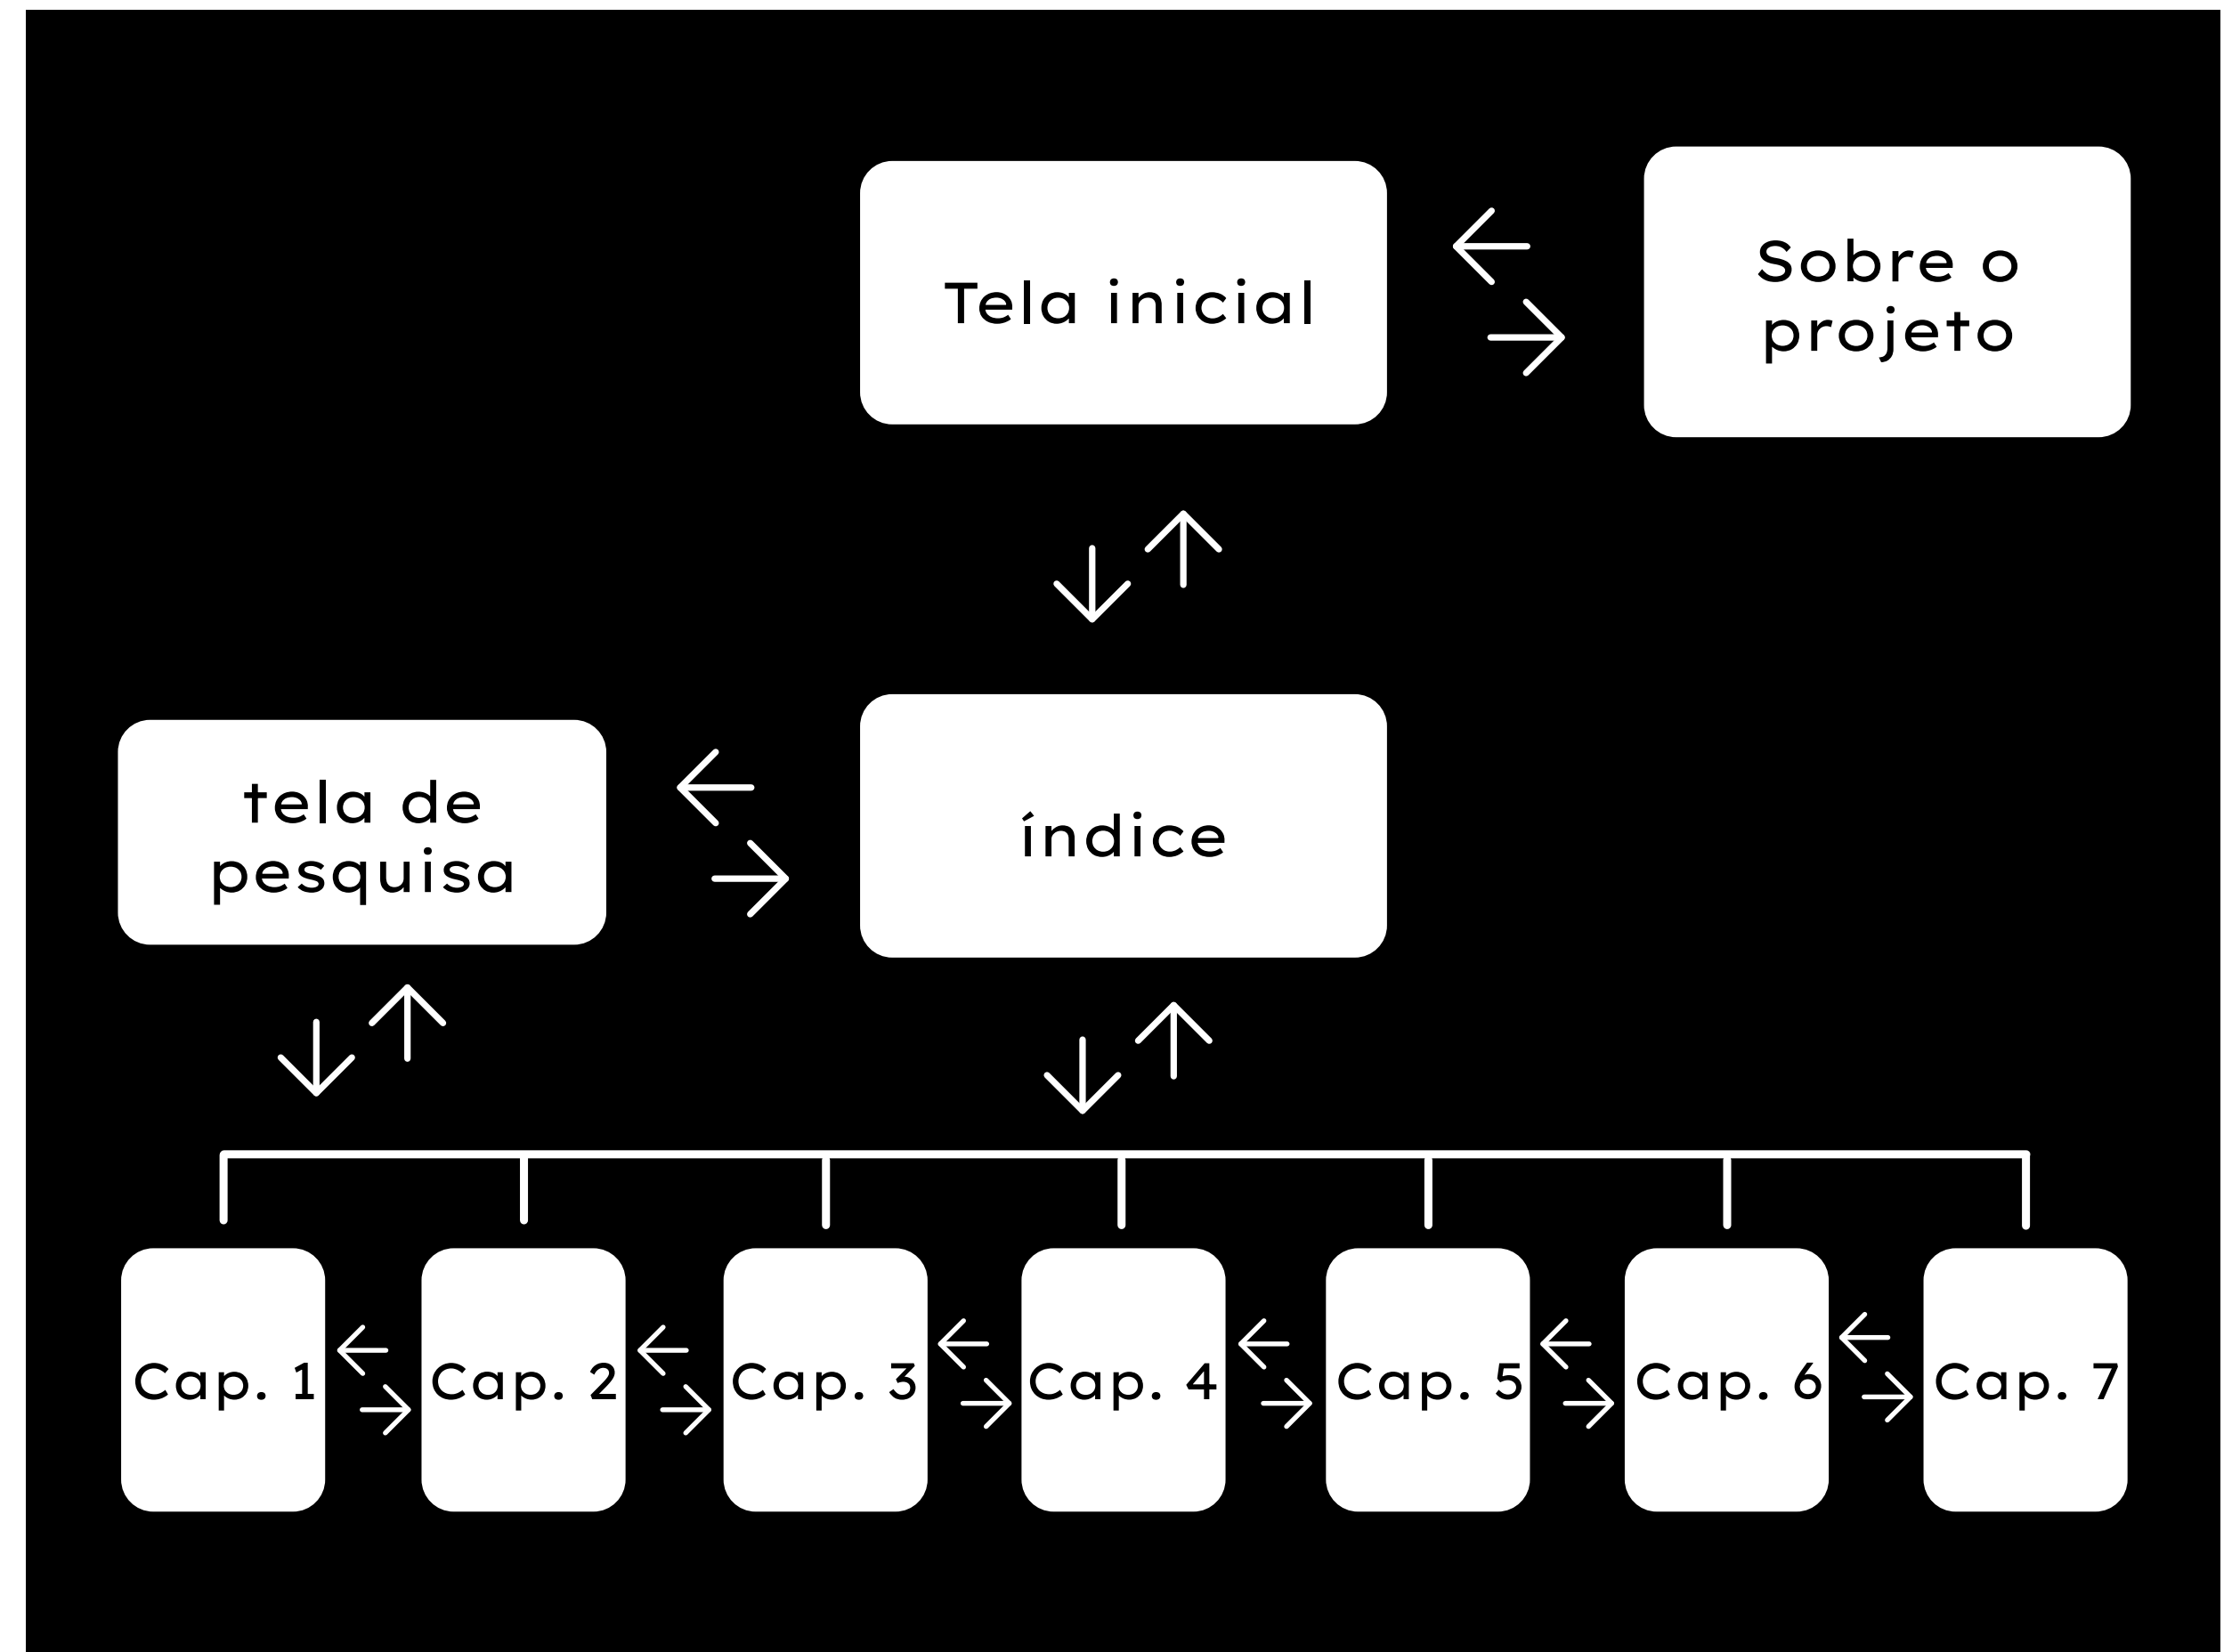 Tela inicial
Sobre o
projeto
tela de
pesquisa
índice
Cap. 1
Cap. 2
Cap. 3
Cap. 4
Cap. 5
Cap. 6
Cap. 7